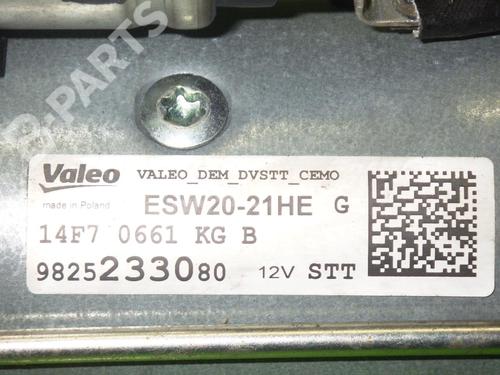 B-PARTS
Valeo VALEO_DEM_DVSTT_CEMO
made in Poland ESW20-21HE G
14F7 0661 KG B
9825233080 12V STT